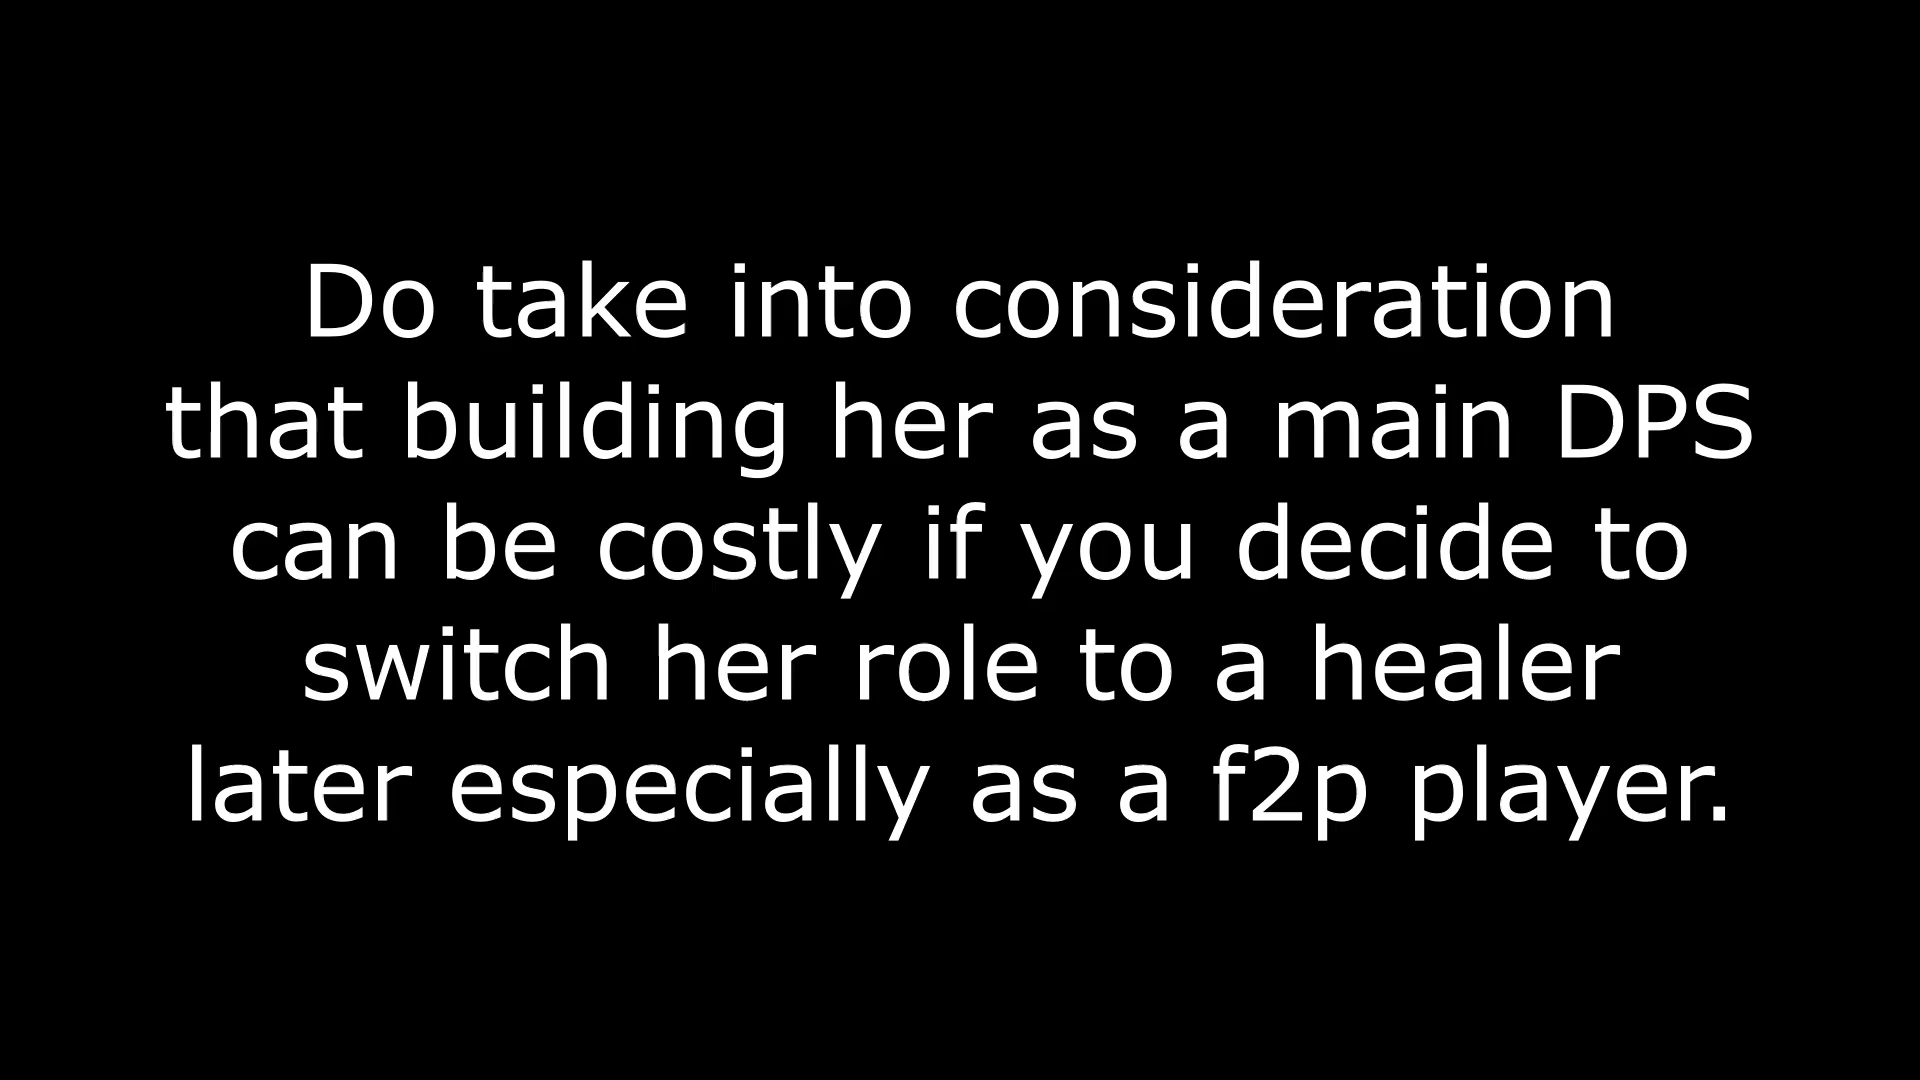 Do take into consideration
that building her as a main DPS
can be costly if you decide to
switch her role to a healer
later especially as a f2p player.